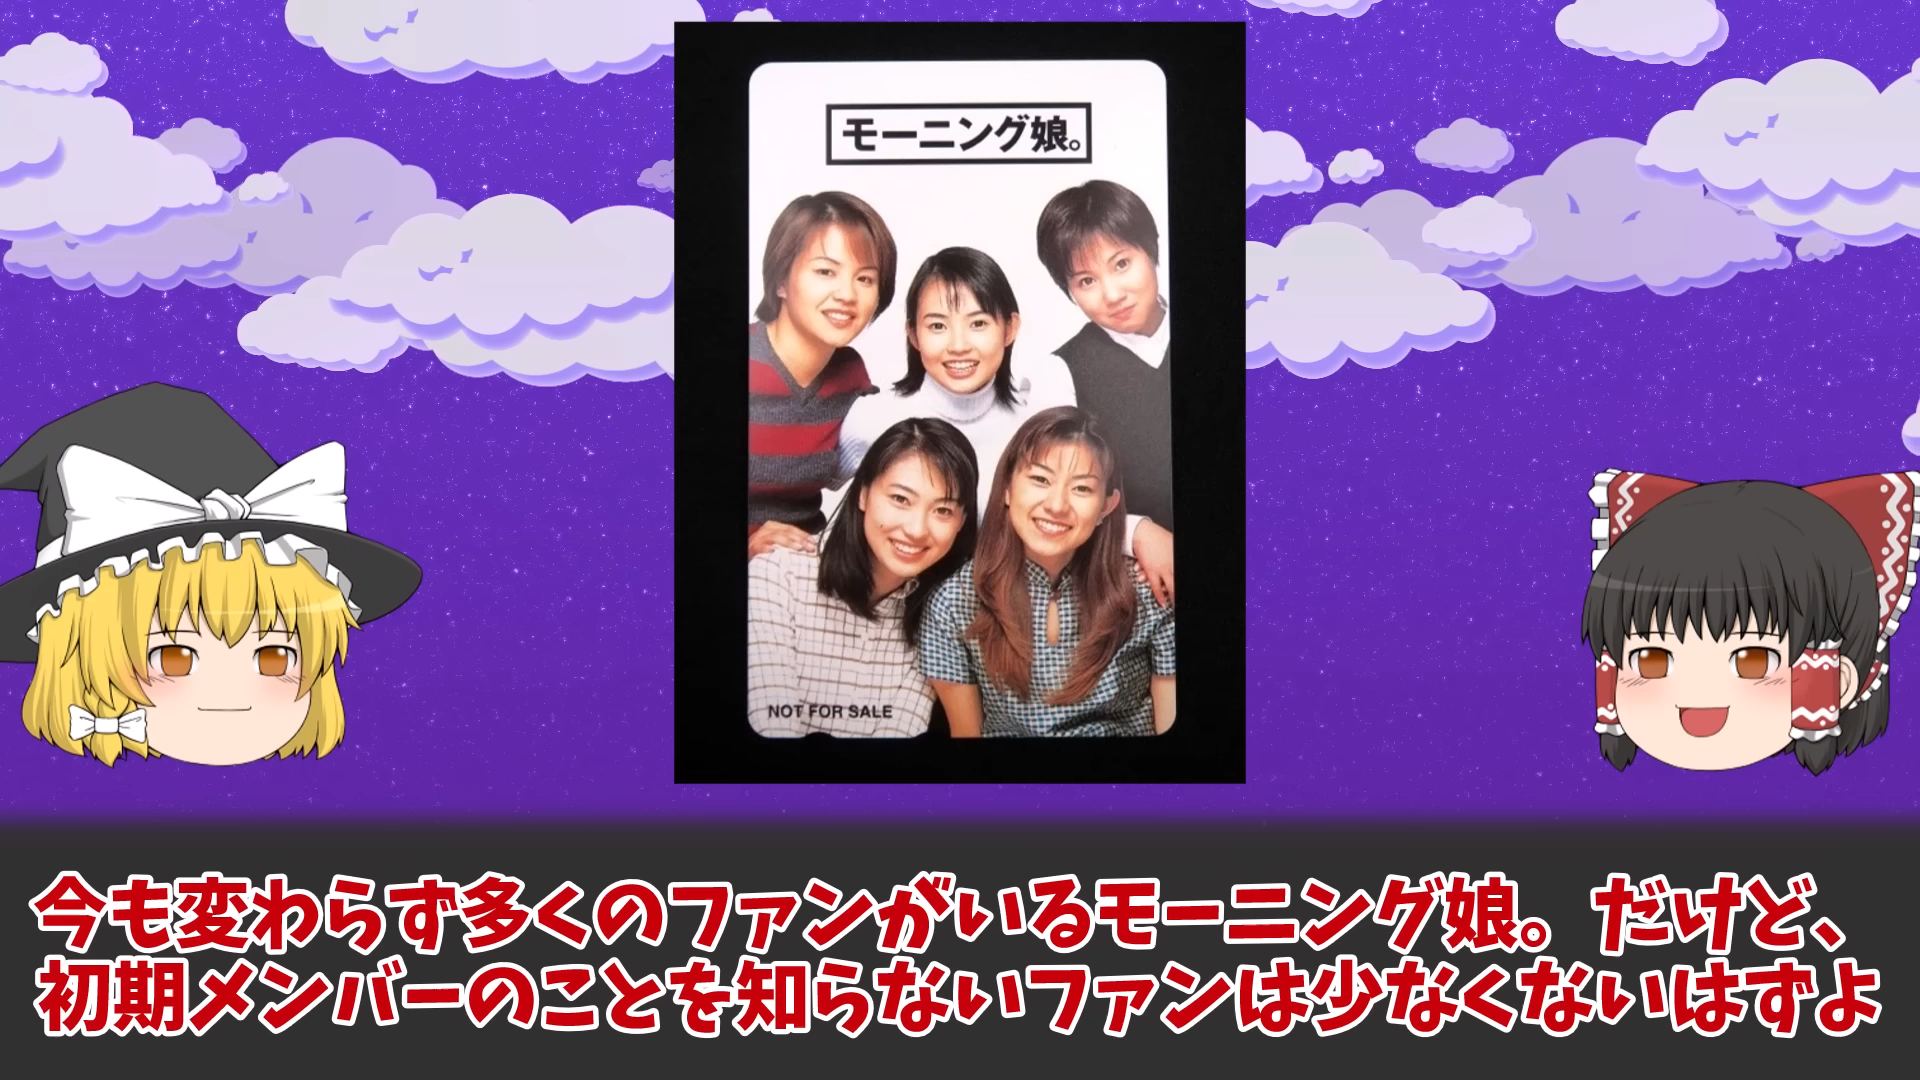 モーニング娘。
NOT FOR SALE
今も変わらず多くのファンがいるモーニング娘。だけど、
初期メンバーのことを知らないファンは少なくないはずよ